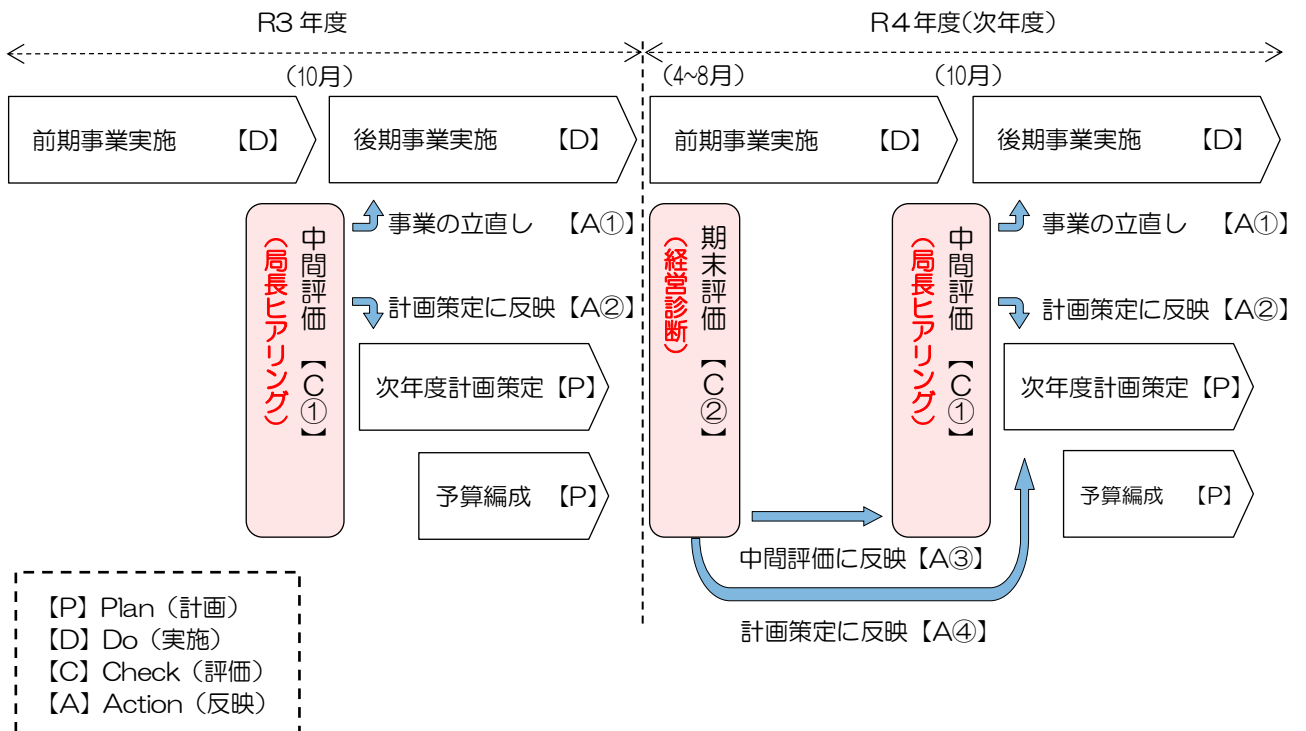 R3年度
R4年度(次年度)
(10月)
(4~8月)
(10月)
前期事業実施 【D】
後期事業実施 【D】
前期事業実施 【D】
後期事業実施 【D】
中間評価 【C①】
(局長ヒアリング)
事業の立直し 【A①】
計画策定に反映【A②】
次年度計画策定【P】
予算編成 【P】
期末評価 【C②】
(経営診断)
中間評価 【C①】
(局長ヒアリング)
事業の立直し 【A①】
計画策定に反映【A②】
次年度計画策定【P】
予算編成 【P】
中間評価に反映【A③】
計画策定に反映【A④】
【P】Plan(計画)
【D】Do(実施)
【C】Check(評価)
【A】Action(反映)